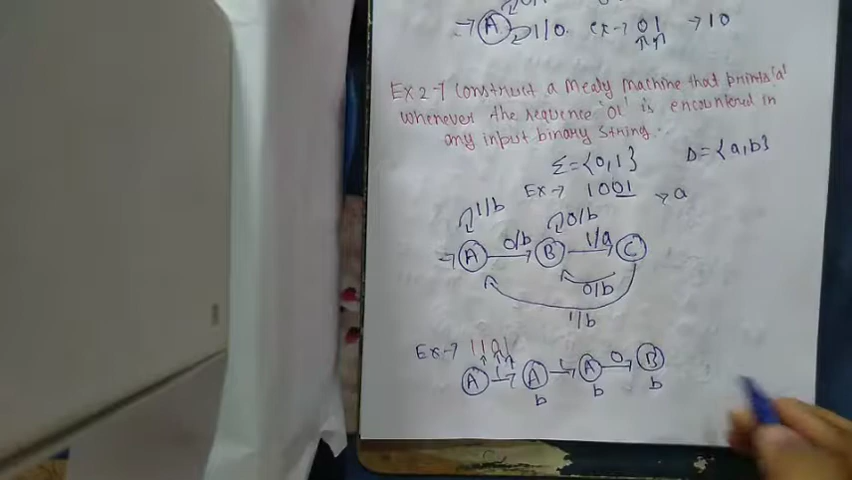 → A 1/0. Ex→ 01 → 10
Ex 2 → Construct a Mealy machine that prints 'a'
whenever the sequence '01' is encountered in
any input binary string.
Σ = {0,1} Δ = {a,b}
Ex → 1001 → a
1/b 0/b
→ A 0/b B 1/a C
0/b
1/b
Ex → 1101
A 1 A 1 A 0 B
b b b